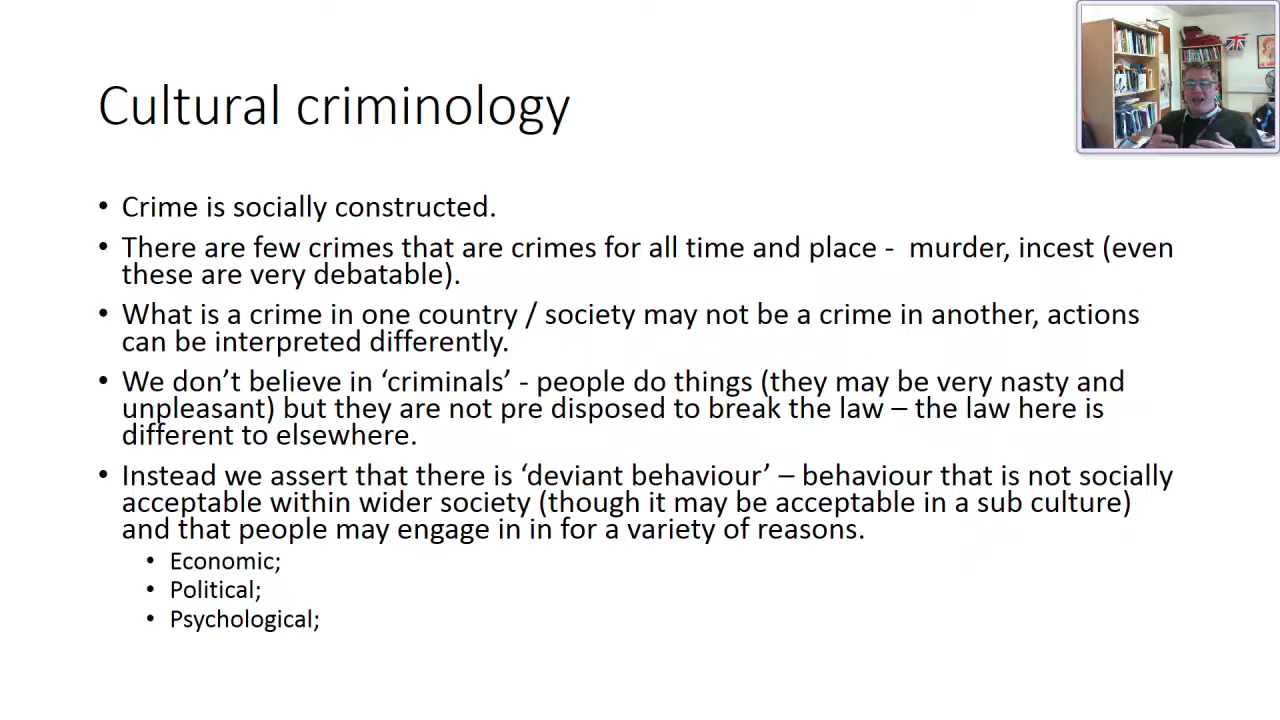 Cultural criminology
• Crime is socially constructed.
• There are few crimes that are crimes for all time and place -  murder, incest (even
these are very debatable).
• What is a crime in one country / society may not be a crime in another, actions
can be interpreted differently.
• We don’t believe in ‘criminals’ - people do things (they may be very nasty and
unpleasant) but they are not pre disposed to break the law – the law here is
different to elsewhere.
• Instead we assert that there is ‘deviant behaviour’ – behaviour that is not socially
acceptable within wider society (though it may be acceptable in a sub culture)
and that people may engage in in for a variety of reasons.
• Economic;
• Political;
• Psychological;